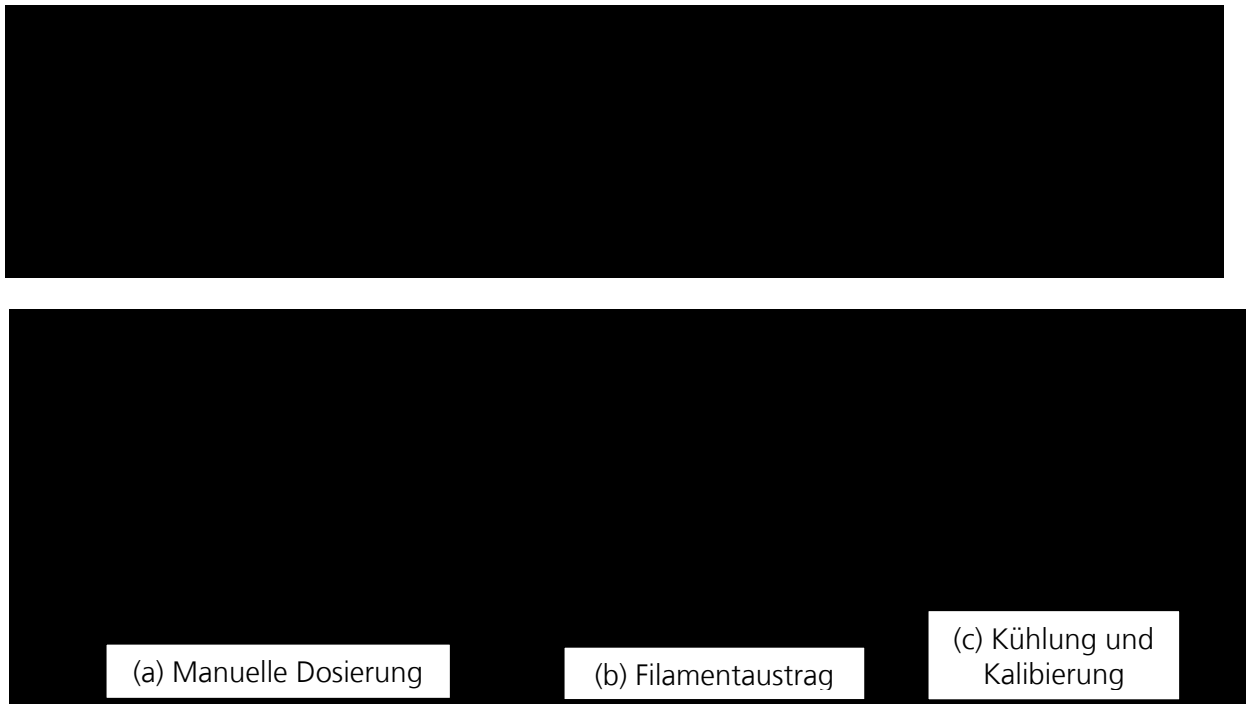 (a) Manuelle Dosierung
(b) Filamentaustrag
(c) Kühlung und
Kalibierung